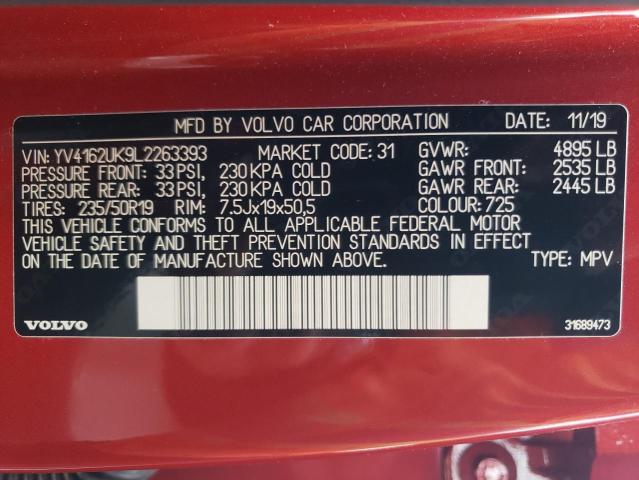 MFD BY VOLVO CAR CORPORATION DATE: 11/19
VIN: YV4162UK9L2263393 MARKET CODE: 31 GVWR: 4895 LB
PRESSURE FRONT: 33 PSI, 230 KPA COLD GAWR FRONT: 2535 LB
PRESSURE REAR: 33 PSI, 230 KPA COLD GAWR REAR: 2445 LB
TIRES: 235/50R19 RIM: 7.5Jx19x50,5 COLOUR: 725
THIS VEHICLE CONFORMS TO ALL APPLICABLE FEDERAL MOTOR
VEHICLE SAFETY AND THEFT PREVENTION STANDARDS IN EFFECT
ON THE DATE OF MANUFACTURE SHOWN ABOVE. TYPE: MPV
VOLVO 31689473